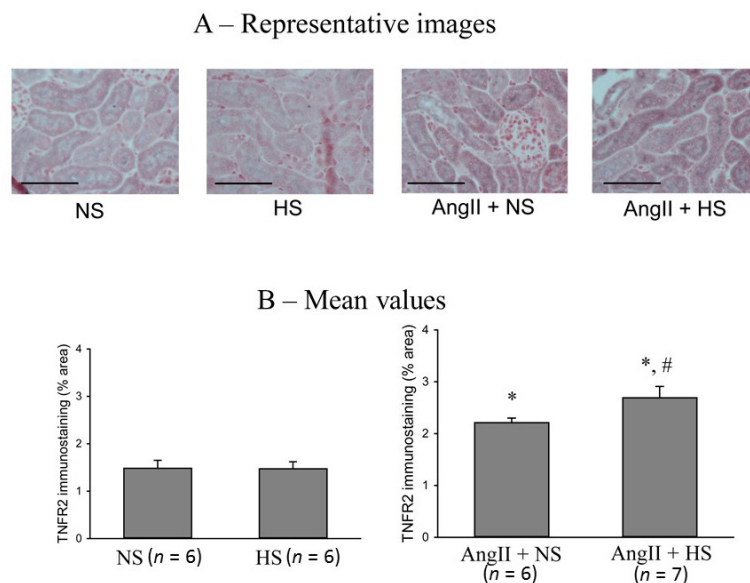 A – Representative images
NS
HS
AngII + NS
AngII + HS
B – Mean values
TNFR2 immunostaining (% area)
4
3
2
1
0
NS (n = 6)
HS (n = 6)
TNFR2 immunostaining (% area)
4
3
2
1
0
*
*, #
AngII + NS
(n = 6)
AngII + HS
(n = 7)